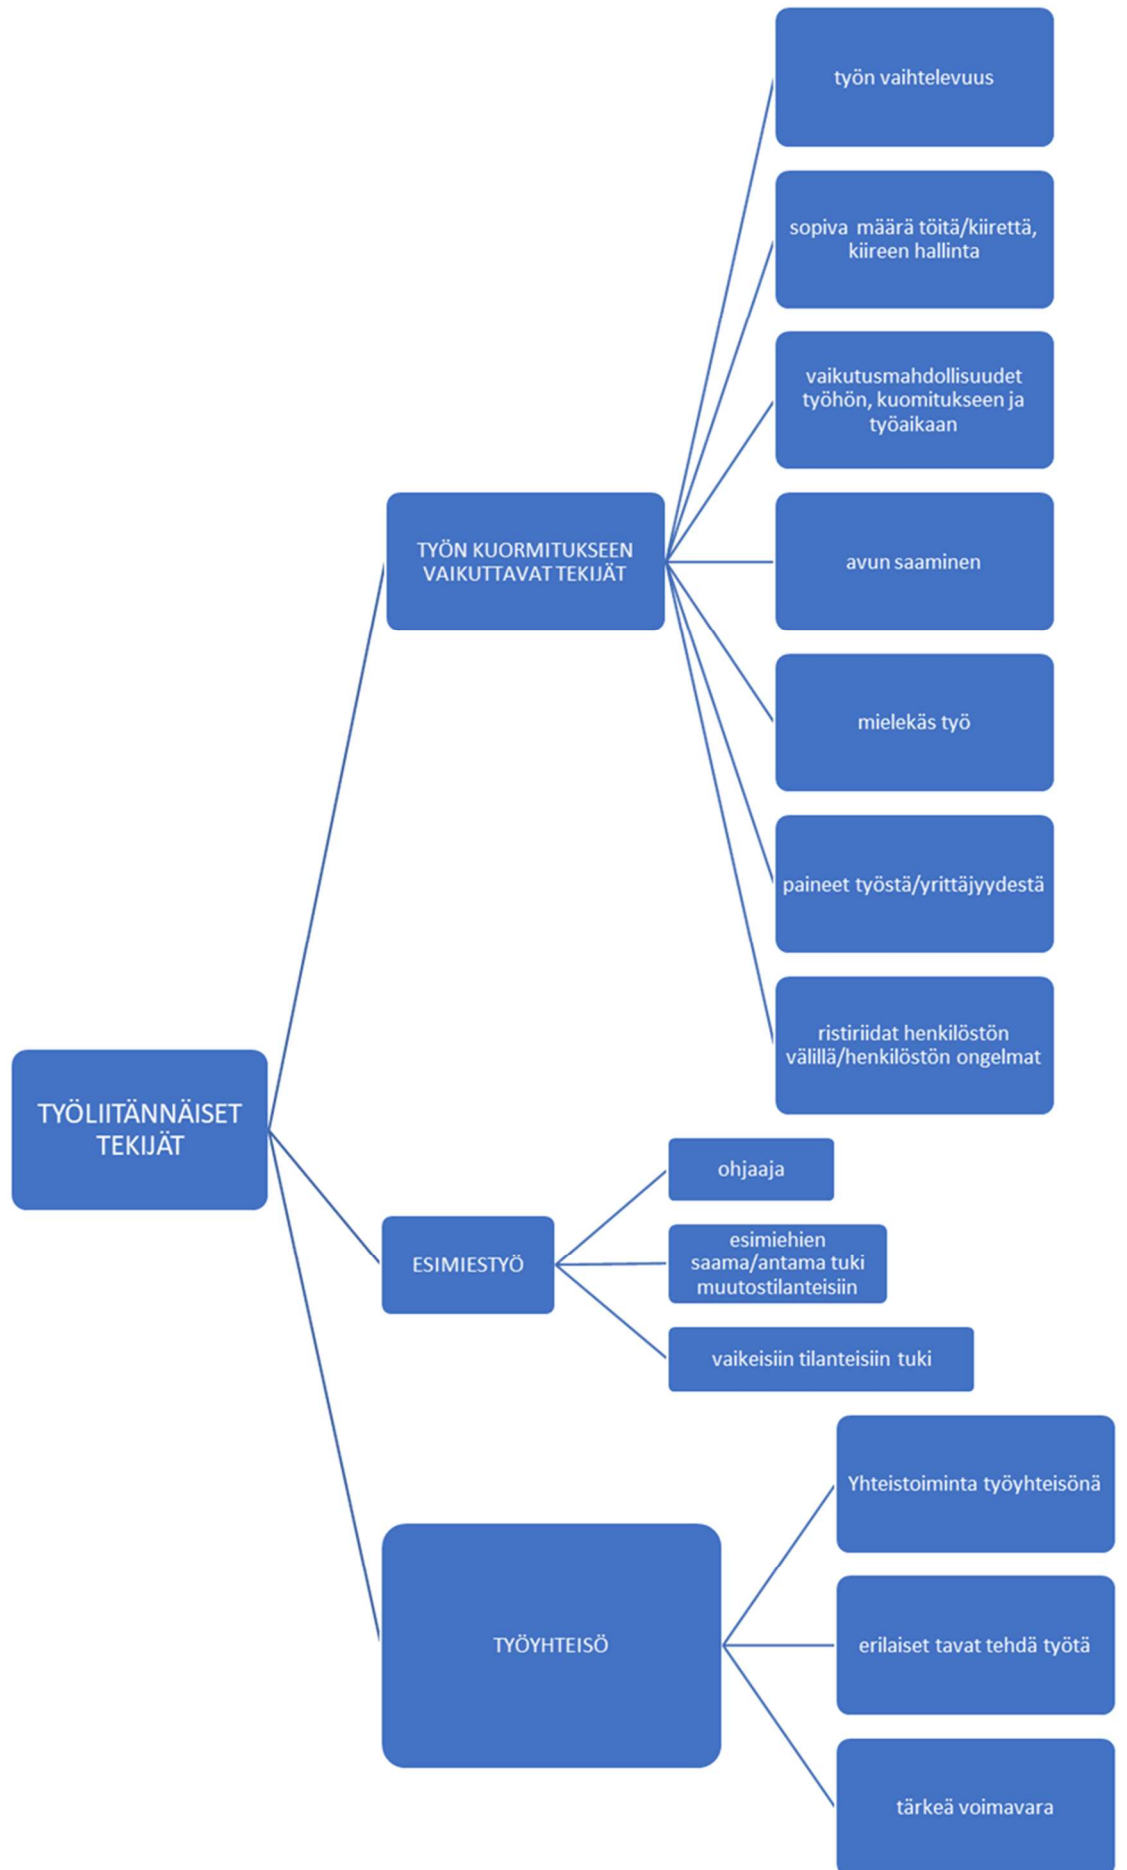 työn vaihtelevuus
sopiva määrä töitä/kiirettä,
kiireen hallinta
vaikutusmahdollisuudet
työhön, kuomitukseen ja
työaikaan
TYÖN KUORMITUKSEEN
VAIKUTTAVAT TEKIJÄT
avun saaminen
mielekäs työ
paineet työstä/yrittäjyydestä
ristiriidat henkilöstön
välillä/henkilöstön ongelmat
TYÖLIITÄNNÄISET
TEKIJÄT
ohjaaja
ESIMIESTYÖ
esimiehien
saama/antama tuki
muutostilanteisiin
vaikeisiin tilanteisiin tuki
Yhteistoiminta työyhteisönä
TYÖYHTEISÖ
erilaiset tavat tehdä työtä
tärkeä voimavara